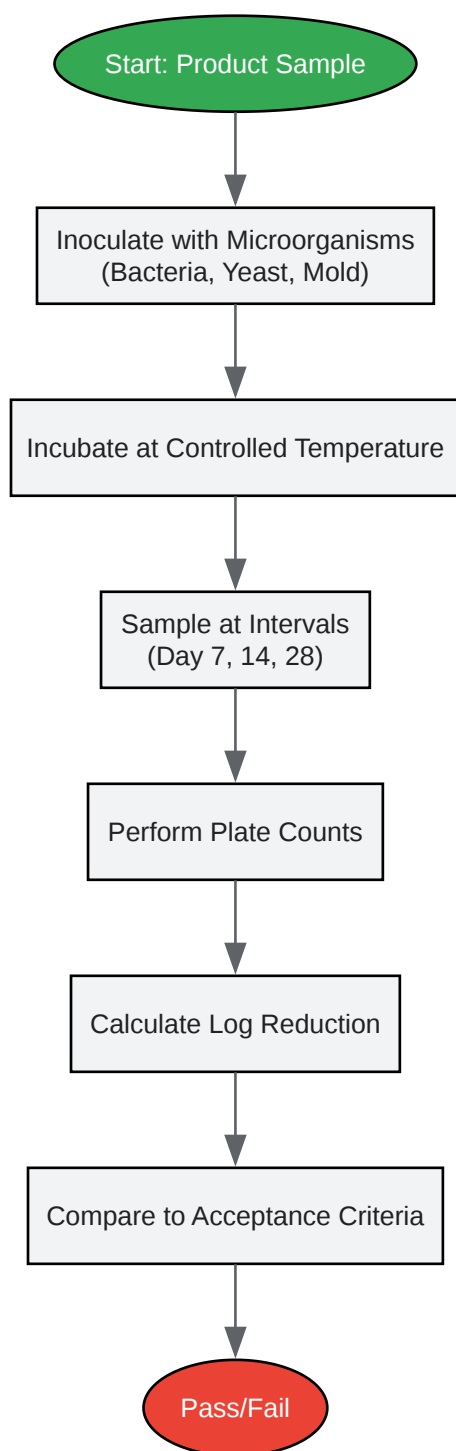 Start: Product Sample
Inoculate with Microorganisms
(Bacteria, Yeast, Mold)
Incubate at Controlled Temperature
Sample at Intervals
(Day 7, 14, 28)
Perform Plate Counts
Calculate Log Reduction
Compare to Acceptance Criteria
Pass/Fail